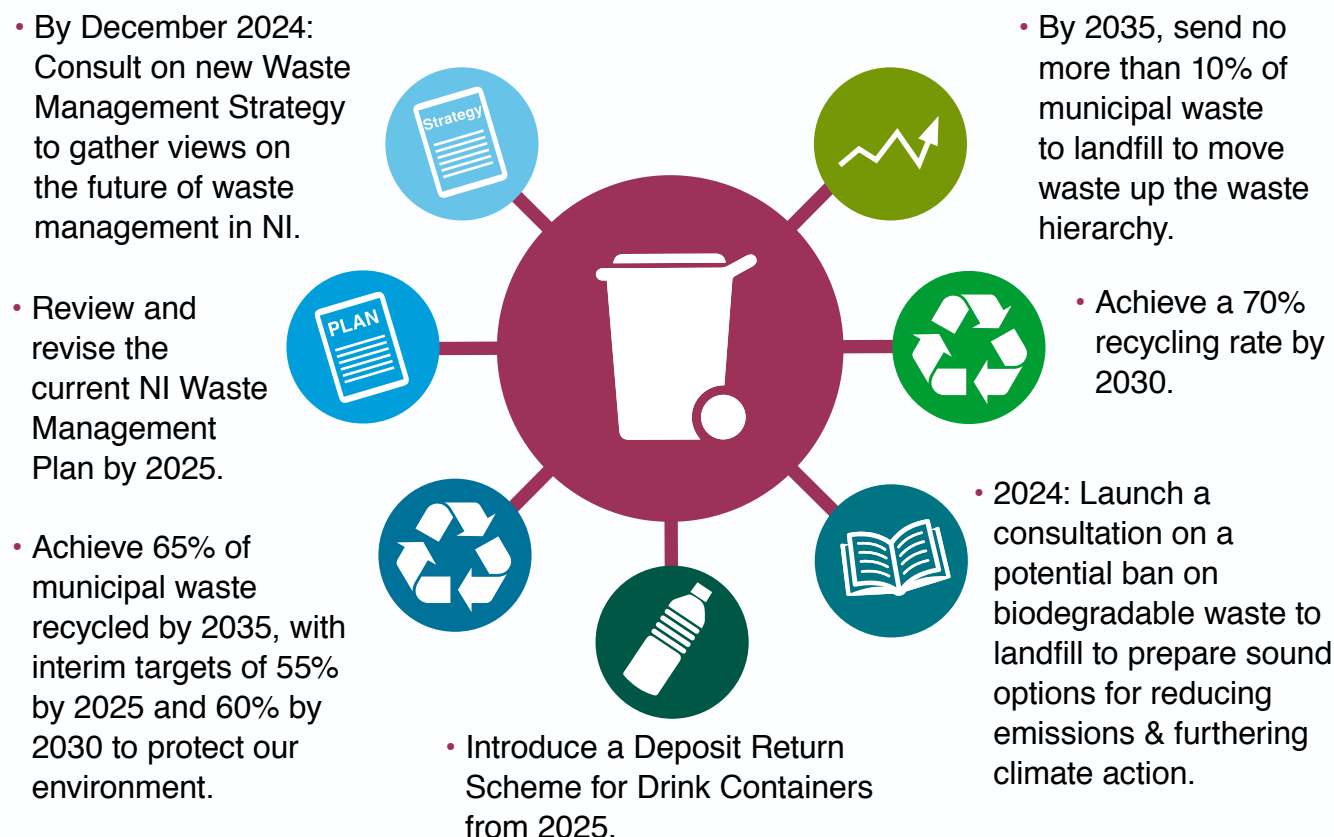 • By December 2024:
Consult on new Waste
Management Strategy
to gather views on
the future of waste
management in NI.
Strategy
• Review and
revise the
current NI Waste
Management
Plan by 2025.
PLAN
• Achieve 65% of
municipal waste
recycled by 2035, with
interim targets of 55%
by 2025 and 60% by
2030 to protect our
environment.
• Introduce a Deposit Return
Scheme for Drink Containers
from 2025.
• By 2035, send no
more than 10% of
municipal waste
to landfill to move
waste up the waste
hierarchy.
• Achieve a 70%
recycling rate by
2030.
• 2024: Launch a
consultation on a
potential ban on
biodegradable waste to
landfill to prepare sound
options for reducing
emissions & furthering
climate action.